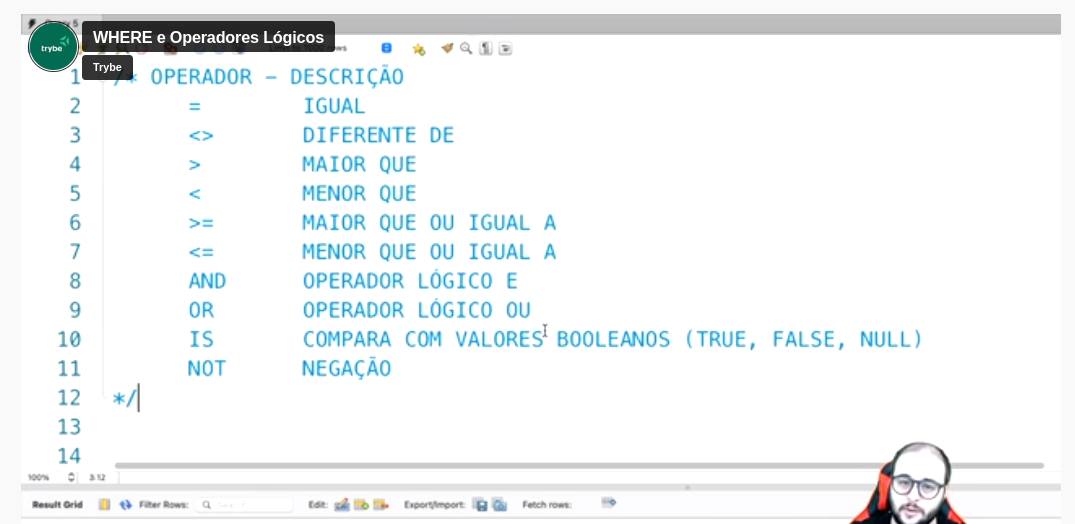 WHERE e Operadores Lógicos
trybe
Trybe
1 /* OPERADOR – DESCRIÇÃO
2 = IGUAL
3 <> DIFERENTE DE
4 > MAIOR QUE
5 < MENOR QUE
6 >= MAIOR QUE OU IGUAL A
7 <= MENOR QUE OU IGUAL A
8 AND OPERADOR LÓGICO E
9 OR OPERADOR LÓGICO OU
10 IS COMPARA COM VALORES BOOLEANOS (TRUE, FALSE, NULL)
11 NOT NEGAÇÃO
12 */
13
14
100% 3:12
Result Grid Filter Rows: Search Edit: Export/Import: Fetch rows: